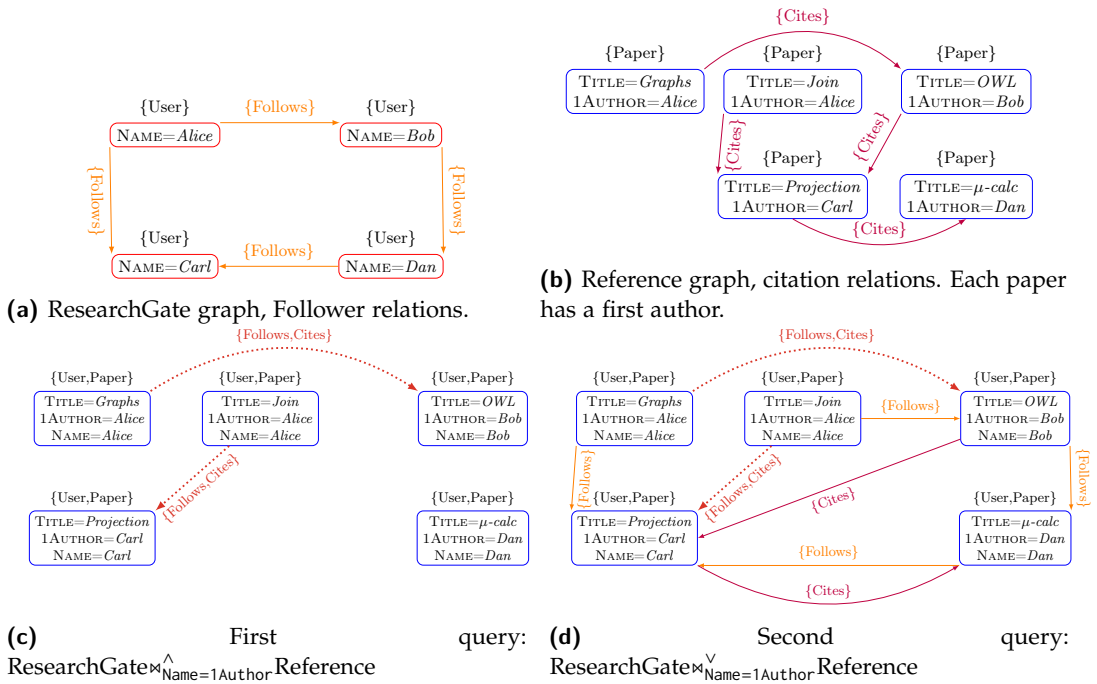 {User}
{User}
{Follows}
NAME=Alice
NAME=Bob
{Follows}
{Follows}
{User}
{User}
{Follows}
NAME=Carl
NAME=Dan
(a) ResearchGate graph, Follower relations.
{Cites}
{Paper}
{Paper}
{Paper}
TITLE=Graphs
1AUTHOR=Alice
TITLE=Join
1AUTHOR=Alice
TITLE=OWL
1AUTHOR=Bob
{Cites}
{Cites}
{Paper}
{Paper}
TITLE=Projection
1AUTHOR=Carl
TITLE=μ-calc
1AUTHOR=Dan
{Cites}
(b) Reference graph, citation relations. Each paper
has a first author.
{Follows,Cites}
{User,Paper}
{User,Paper}
{User,Paper}
TITLE=Graphs
1AUTHOR=Alice
NAME=Alice
TITLE=Join
1AUTHOR=Alice
NAME=Alice
TITLE=OWL
1AUTHOR=Bob
NAME=Bob
{Follows,Cites}
{User,Paper}
{User,Paper}
TITLE=Projection
1AUTHOR=Carl
NAME=Carl
TITLE=μ-calc
1AUTHOR=Dan
NAME=Dan
(c) First query:
ResearchGate⋈^∧_Name=1AuthorReference
{Follows,Cites}
{User,Paper}
{User,Paper}
{User,Paper}
TITLE=Graphs
1AUTHOR=Alice
NAME=Alice
TITLE=Join
1AUTHOR=Alice
NAME=Alice
{Follows}
TITLE=OWL
1AUTHOR=Bob
NAME=Bob
{Follows}
{Follows,Cites}
{Cites}
{Follows}
{User,Paper}
{User,Paper}
TITLE=Projection
1AUTHOR=Carl
NAME=Carl
{Follows}
TITLE=μ-calc
1AUTHOR=Dan
NAME=Dan
{Cites}
(d) Second query:
ResearchGate⋈^∨_Name=1AuthorReference